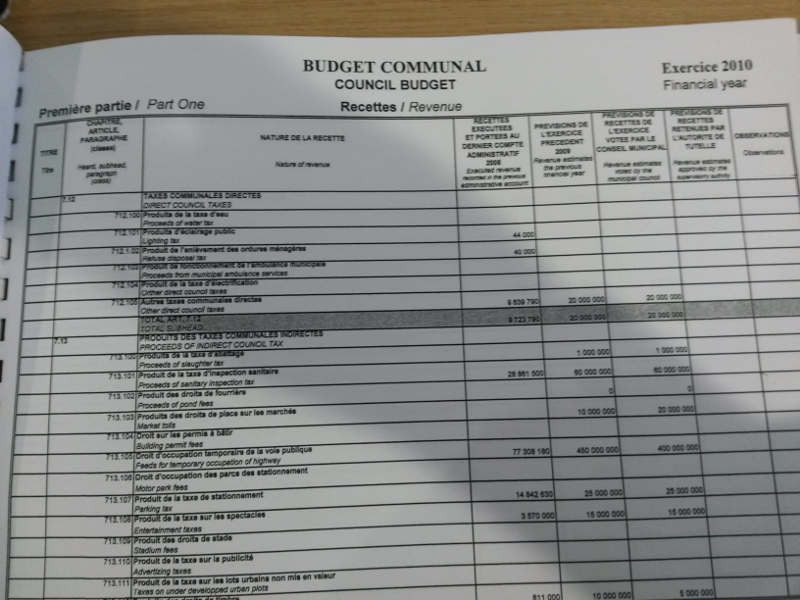 BUDGET COMMUNAL
COUNCIL BUDGET
Exercice 2010
Financial year
Première partie / Part One
Recettes / Revenue
TITRE
Titre
CHAPITRE,
ARTICLE,
PARAGRAPHE
(classe)
Heard, subhead,
paragraph
(class)
NATURE DE LA RECETTE
Nature of revenue
RECETTES
EXECUTEES
ET PORTEES AU
DERNIER COMPTE
ADMINISTRATIF
2008
Executed revenue
recorded in the previous
administrative account
PREVISIONS DE
L'EXERCICE
PRECEDENT
2009
Revenue estimates
the previous
financial year
PREVISIONS DE
RECETTES DE
L'EXERCICE
VOTEES PAR LE
CONSEIL MUNICIPAL
Revenue estimates
voted by the
municipal council
PREVISIONS DE
RECETTES
RETENUES PAR
L'AUTORITE DE
TUTELLE
Revenue estimates
approved by the
supervisory authority
OBSERVATIONS
Observations
7.12 TAXES COMMUNALES DIRECTES
DIRECT COUNCIL TAXES
712.100 Produits de la taxe d'eau
Proceeds of water tax
712.101 Produits d'éclairage public 44 000
Lighting tax
712.1.02 Produit de l'enlèvement des ordures ménagères 40 000
Refuse disposal tax
712.103 Produit de fonctionnement de l'ambulance municipale
Proceeds from municipal ambulance services
712.104 Produit de la taxe d'électrification
Orther direct council taxes
712.105 Autres taxes communales directes 9 639 790 20 000 000 20 000 000
Other direct council taxes
TOTAL ART. 7.12 9 723 790 20 000 000 20 000 000
TOTAL SUBHEAD
7.13 PRODUITS DES TAXES COMMUNALES INDIRECTES
PROCEEDS OF INDIRECT COUNCIL TAX
713.100 Produits de la taxe d'abattage 1 000 000 1 000 000
Proceeds of slaughter tax
713.101 Produit de la taxe d'inspection sanitaire 28 861 500 60 000 000 60 000 000
Proceeds of sanitary inspection tax
713.102 Produit des droits de fourrière 0 0
Proceeds of pond fees
713.103 Produits des droits de place sur les marchés 10 000 000 20 000 000
Market tolls
713.104 Droit sur les permis à bâtir
Building permit fees
713.105 Droit d'occupation temporaire de la voie publique 77 308 180 450 000 000 400 000 000
Feeds for temporary occupation of highway
713.106 Droit d'occupation des parcs des stationnement
Motor park fees
713.107 Produit de la taxe de stationnement 14 842 630 25 000 000 25 000 000
Parking tax
713.108 Produit de la taxe sur les spectacles 3 570 000 15 000 000 15 000 000
Entertainment taxes
713.109 Produit des droits de stade
Stadium fees
713.110 Produit de la taxe sur la publicité
Advertizing taxes
713.111 Produit de la taxe sur les lots urbains non mis en valeur
Taxes on under developped urban plots
811 000 10 000 000 5 000 000